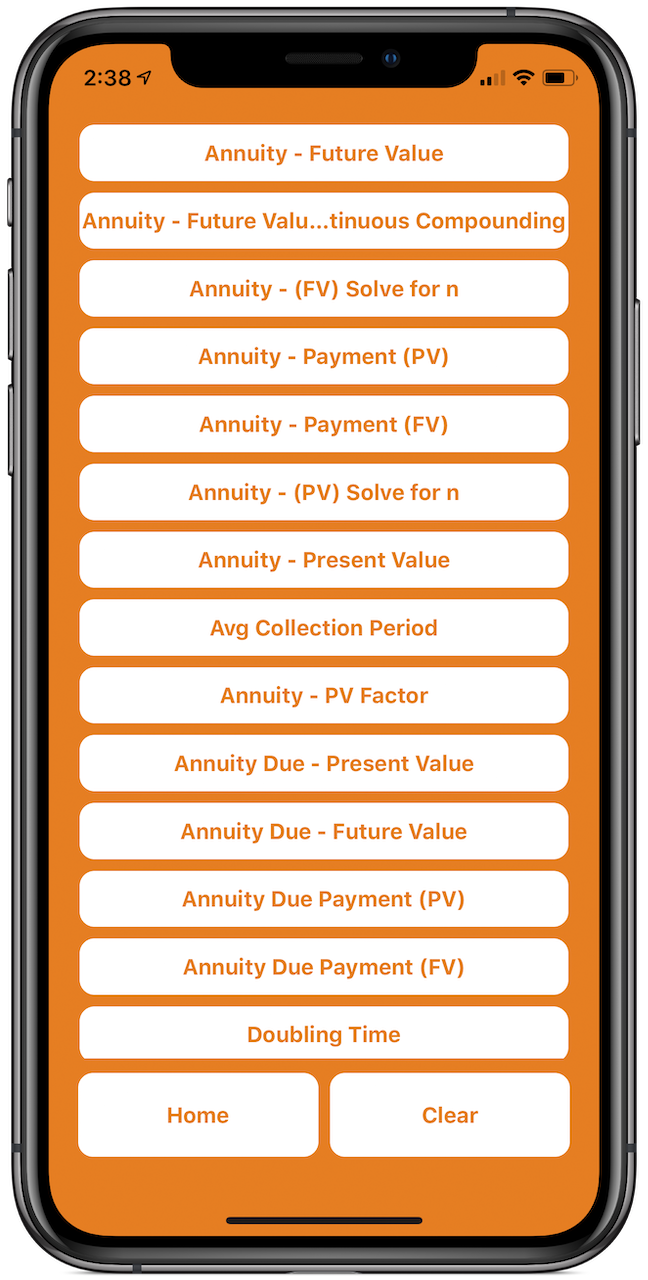 2:38
Annuity - Future Value
Annuity - Future Valu...tinuous Compounding
Annuity - (FV) Solve for n
Annuity - Payment (PV)
Annuity - Payment (FV)
Annuity - (PV) Solve for n
Annuity - Present Value
Avg Collection Period
Annuity - PV Factor
Annuity Due - Present Value
Annuity Due - Future Value
Annuity Due Payment (PV)
Annuity Due Payment (FV)
Doubling Time
Home Clear